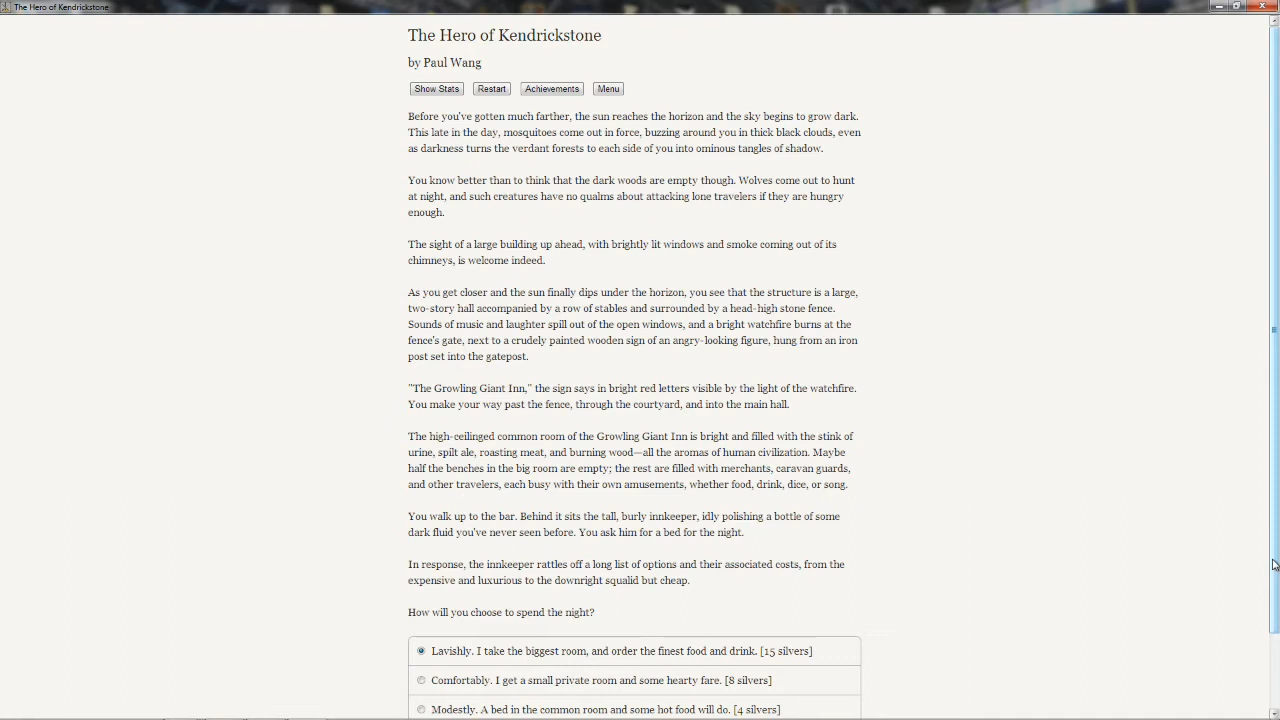 The Hero of Kendrickstone
The Hero of Kendrickstone
by Paul Wang
Show Stats Restart Achievements Menu
Before you've gotten much farther, the sun reaches the horizon and the sky begins to grow dark.
This late in the day, mosquitoes come out in force, buzzing around you in thick black clouds, even
as darkness turns the verdant forests to each side of you into ominous tangles of shadow.
You know better than to think that the dark woods are empty though. Wolves come out to hunt
at night, and such creatures have no qualms about attacking lone travelers if they are hungry
enough.
The sight of a large building up ahead, with brightly lit windows and smoke coming out of its
chimneys, is welcome indeed.
As you get closer and the sun finally dips under the horizon, you see that the structure is a large,
two-story hall accompanied by a row of stables and surrounded by a head-high stone fence.
Sounds of music and laughter spill out of the open windows, and a bright watchfire burns at the
fence's gate, next to a crudely painted wooden sign of an angry-looking figure, hung from an iron
post set into the gatepost.
"The Growling Giant Inn," the sign says in bright red letters visible by the light of the watchfire.
You make your way past the fence, through the courtyard, and into the main hall.
The high-ceilinged common room of the Growling Giant Inn is bright and filled with the stink of
urine, spilt ale, roasting meat, and burning wood—all the aromas of human civilization. Maybe
half the benches in the big room are empty; the rest are filled with merchants, caravan guards,
and other travelers, each busy with their own amusements, whether food, drink, dice, or song.
You walk up to the bar. Behind it sits the tall, burly innkeeper, idly polishing a bottle of some
dark fluid you've never seen before. You ask him for a bed for the night.
In response, the innkeeper rattles off a long list of options and their associated costs, from the
expensive and luxurious to the downright squalid but cheap.
How will you choose to spend the night?
Lavishly. I take the biggest room, and order the finest food and drink. [15 silvers]
Comfortably. I get a small private room and some hearty fare. [8 silvers]
Modestly. A bed in the common room and some hot food will do. [4 silvers]